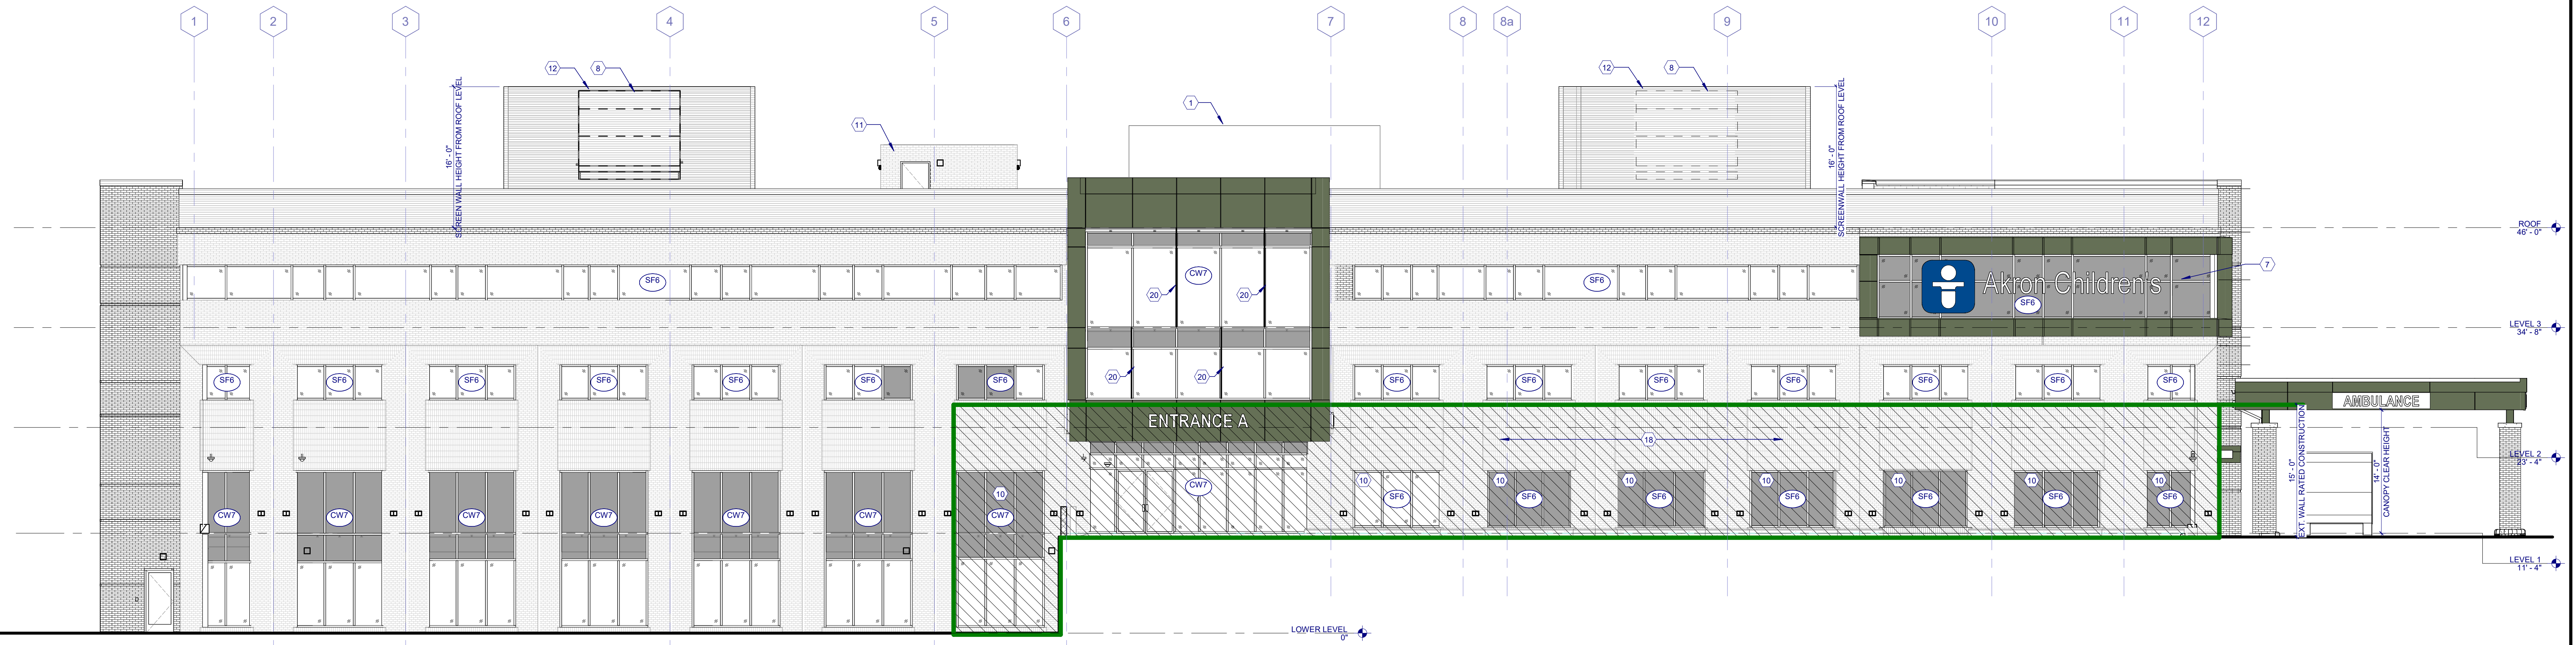 1 2 3 4 5 6 7 8 8a 9 10 11 12
12 8 12 8
1
11
16' - 0"
SCREEN WALL HEIGHT FROM ROOF LEVEL
16' - 0"
SCREENWALL HEIGHT FROM ROOF LEVEL
ROOF
46' - 0"
7
SF6 CW7 SF6 Akron Children's
SF6
20 20
LEVEL 3
34' - 8"
20 20
SF6 SF6 SF6 SF6 SF6 SF6 SF6 SF6 SF6 SF6 SF6 SF6 SF6 SF6
AMBULANCE
ENTRANCE A
18
LEVEL 2
23' - 4"
15' - 0"
EXT. WALL RATED CONSTRUCTION
14' - 0"
CANOPY CLEAR HEIGHT
10 10 10 10 10 10 10 10
CW7 SF6 SF6 SF6 SF6 SF6 SF6 SF6
CW7 CW7 CW7 CW7 CW7 CW7 CW7
LEVEL 1
11' - 4"
LOWER LEVEL
0"